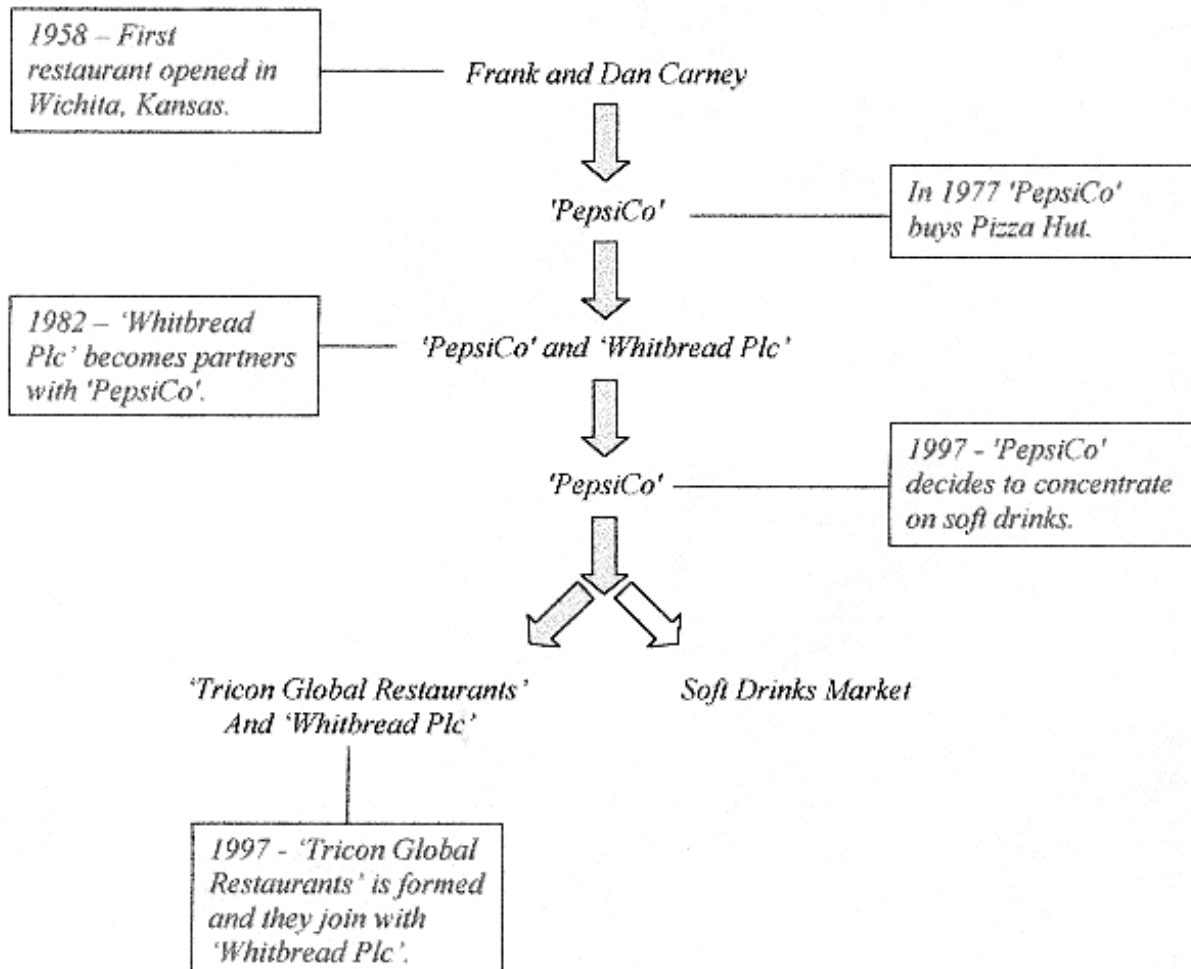 1958 – First
restaurant opened in
Wichita, Kansas.
Frank and Dan Carney
'PepsiCo'
In 1977 'PepsiCo'
buys Pizza Hut.
1982 – ‘Whitbread
Plc’ becomes partners
with 'PepsiCo'.
'PepsiCo' and ‘Whitbread Plc’
'PepsiCo'
1997 - 'PepsiCo'
decides to concentrate
on soft drinks.
‘Tricon Global Restaurants’
And ‘Whitbread Plc’
Soft Drinks Market
1997 - ‘Tricon Global
Restaurants’ is formed
and they join with
‘Whitbread Plc’.